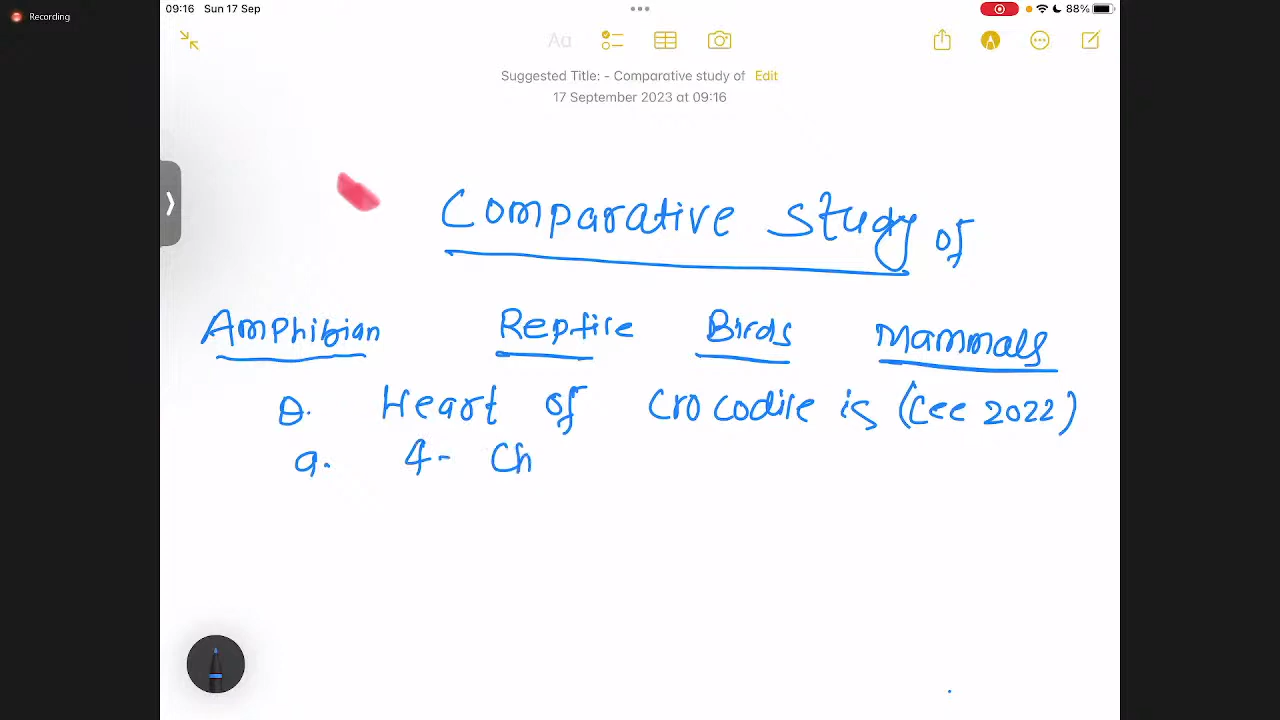 Recording
09:16 Sun 17 Sep
88%
Aa
Suggested Title: - Comparative study of Edit
17 September 2023 at 09:16
Comparative study of
Amphibian Reptile Birds Mammals
Q. Heart of Crocodile is (Cee 2022)
a. 4- Ch